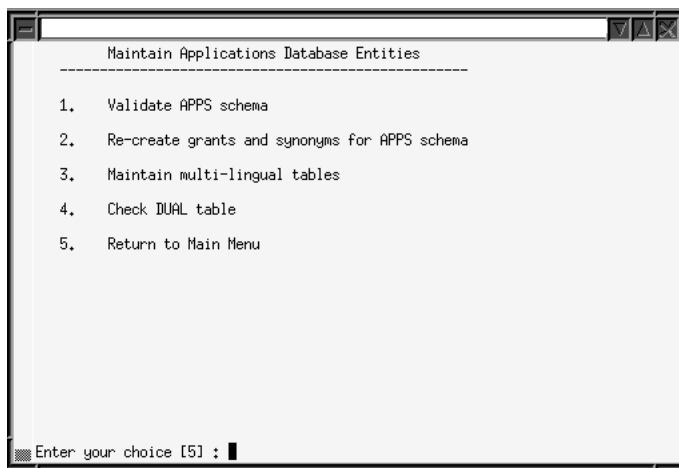 Maintain Applications Database Entities
---------------------------------------------------
1. Validate APPS schema
2. Re-create grants and synonyms for APPS schema
3. Maintain multi-lingual tables
4. Check DUAL table
5. Return to Main Menu
Enter your choice [5] :